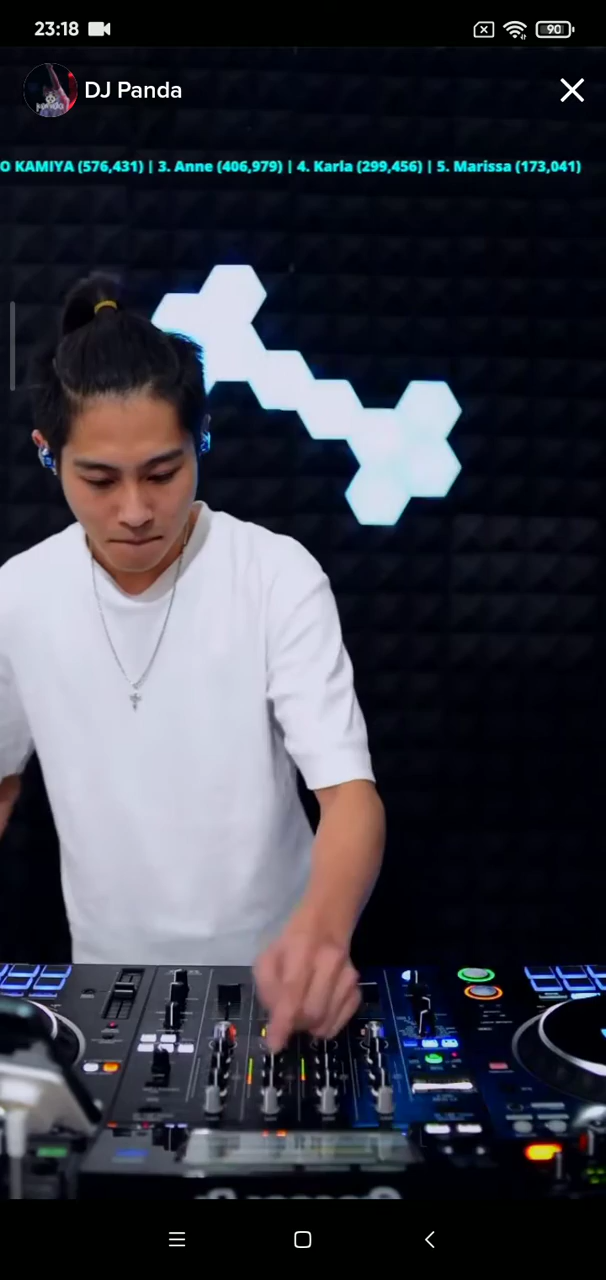 23:18
90
DJ Panda
O KAMIYA (576,431) | 3. Anne (406,979) | 4. Karla (299,456) | 5. Marissa (173,041)